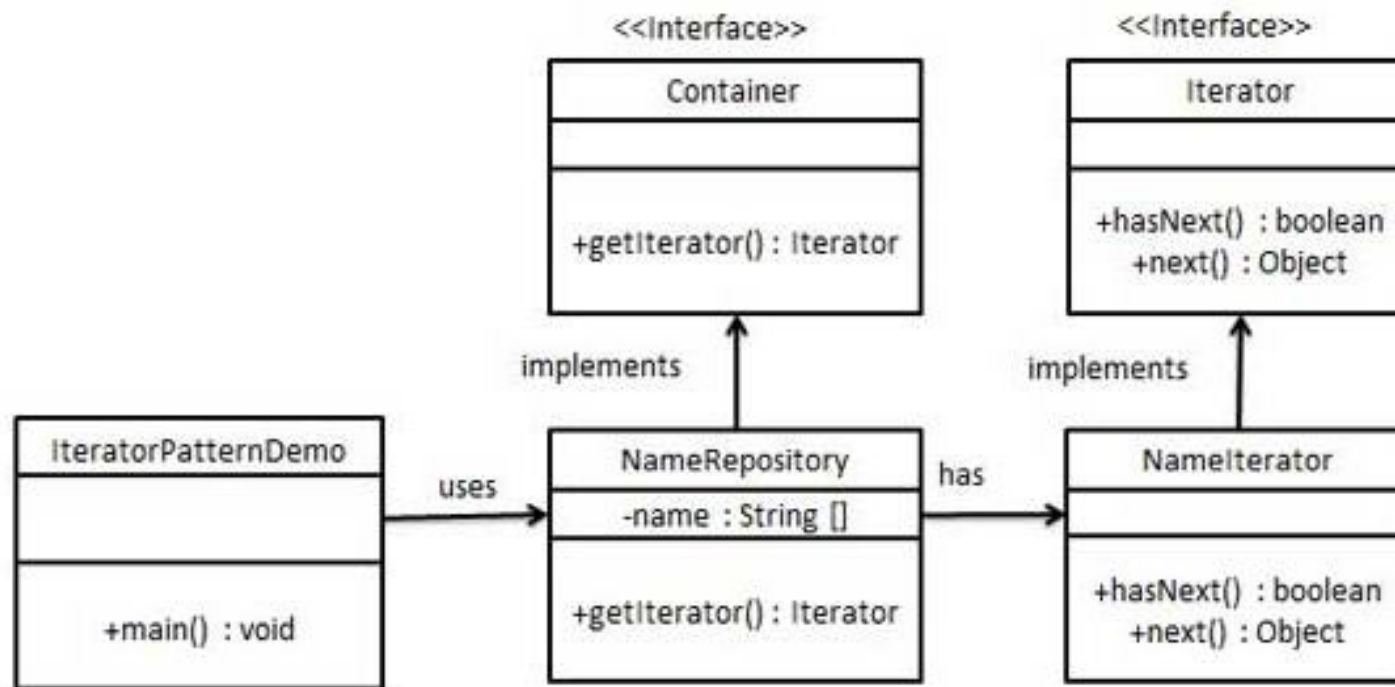 <<Interface>>
Container
+getIterator() : Iterator
<<Interface>>
Iterator
+hasNext() : boolean
+next() : Object
implements
implements
IteratorPatternDemo
+main() : void
uses
NameRepository
-name : String []
+getIterator() : Iterator
has
NameIterator
+hasNext() : boolean
+next() : Object